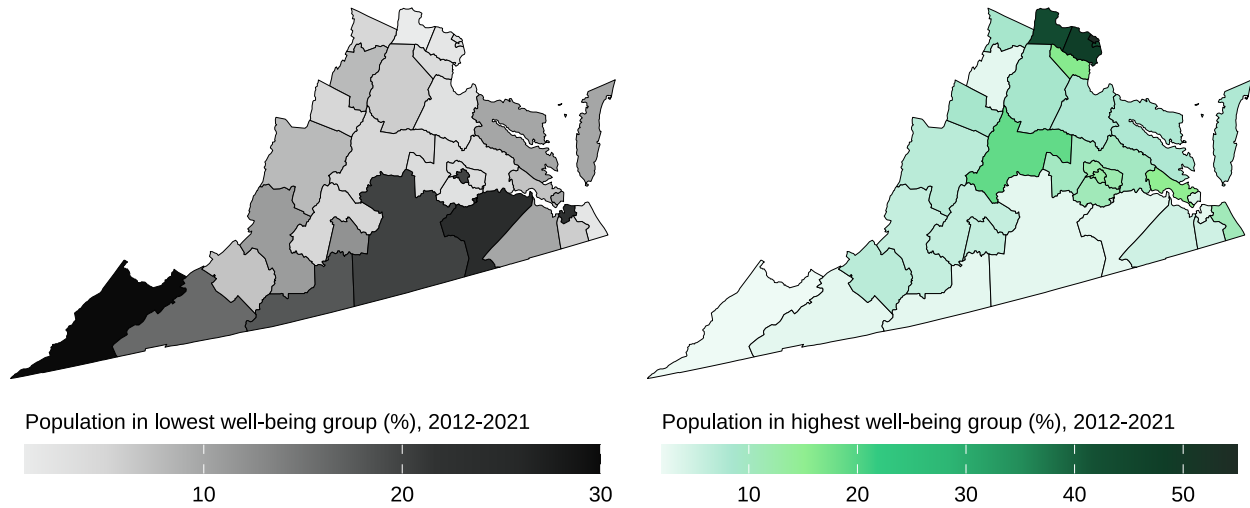 Population in lowest well-being group (%), 2012-2021
10 20 30
Population in highest well-being group (%), 2012-2021
10 20 30 40 50